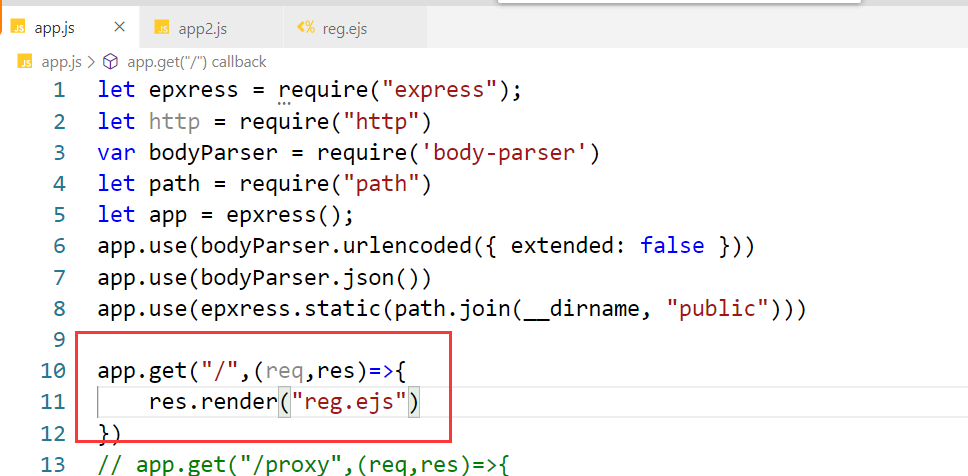 JS app.js × JS app2.js <% reg.ejs
JS app.js > app.get("/") callback
1 let epxress = require("express");
2 let http = require("http")
3 var bodyParser = require('body-parser')
4 let path = require("path")
5 let app = epxress();
6 app.use(bodyParser.urlencoded({ extended: false }))
7 app.use(bodyParser.json())
8 app.use(epxress.static(path.join(__dirname, "public")))
9
10 app.get("/",(req,res)=>{
11     res.render("reg.ejs")
12 })
13 // app.get("/proxy",(req,res)=>{